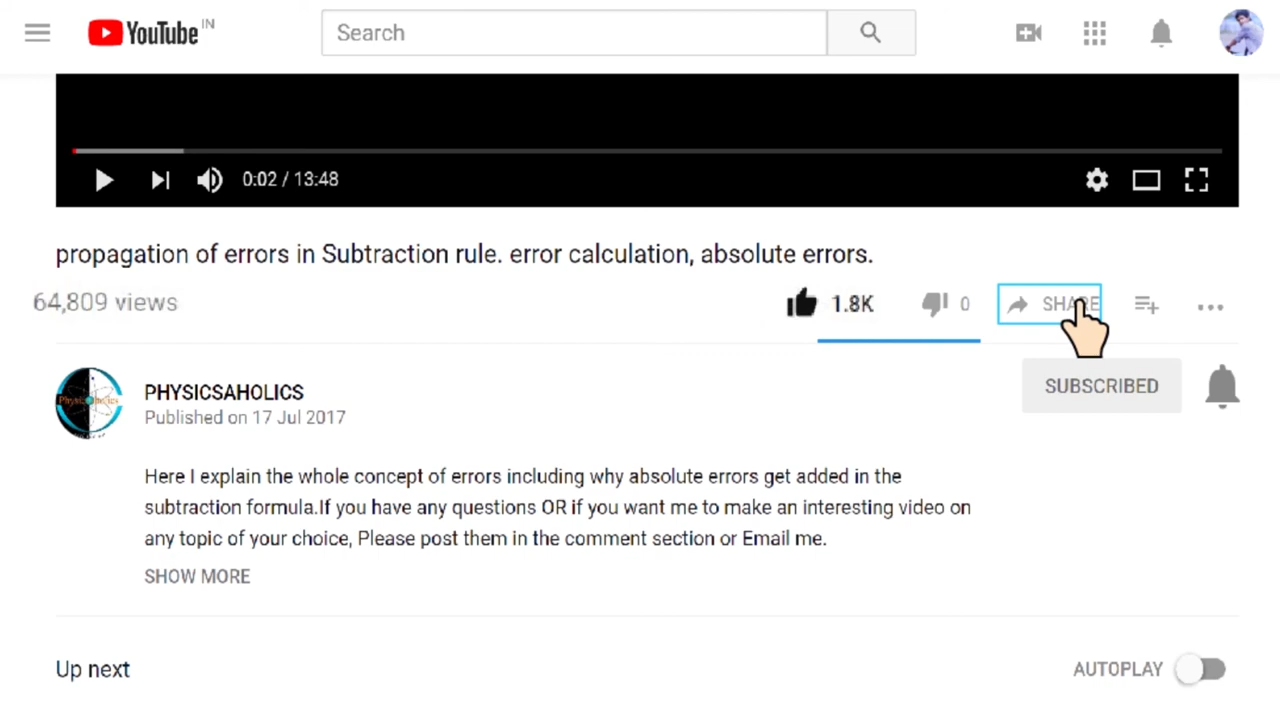 YouTube IN
Search
0:02 / 13:48
propagation of errors in Subtraction rule. error calculation, absolute errors.
64,809 views
1.8K
0
SHARE
PHYSICSAHOLICS
SUBSCRIBED
Published on 17 Jul 2017
Here I explain the whole concept of errors including why absolute errors get added in the
subtraction formula.If you have any questions OR if you want me to make an interesting video on
any topic of your choice, Please post them in the comment section or Email me.
SHOW MORE
Up next
AUTOPLAY